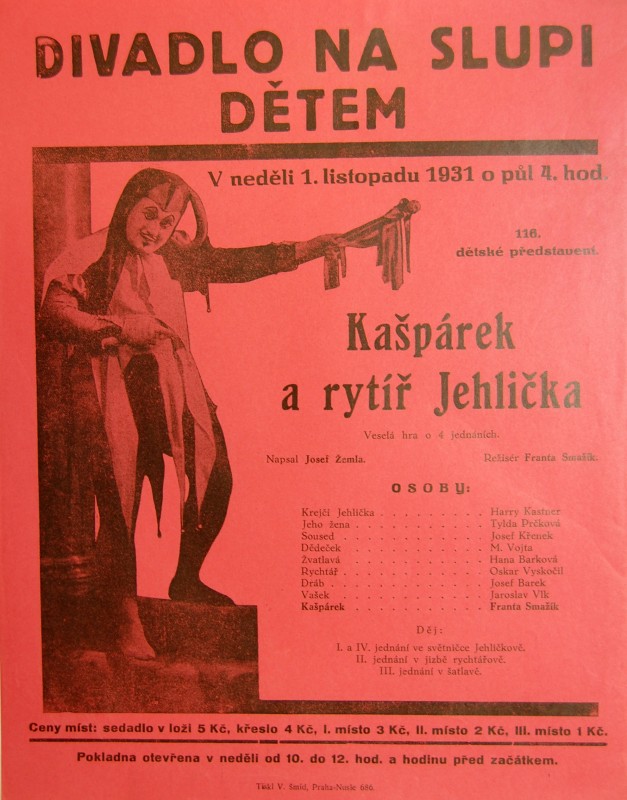 DIVADLO NA SLUPI
DĚTEM
V neděli 1. listopadu 1931 o půl 4. hod.
116.
dětské představení.
Kašpárek
a rytíř Jehlička
Veselá hra o 4 jednáních.
Napsal Josef Žemla. Režisér Franta Smažík.
OSOBY:
Krejčí Jehlička . . . . . . . . . . Harry Kastner
Jeho žena . . . . . . . . . . . . Tylda Prčková
Soused . . . . . . . . . . . . . Josef Křenek
Dědeček . . . . . . . . . . . . M. Vojta
Žvatlavá . . . . . . . . . . . . Hana Barková
Rychtář . . . . . . . . . . . . . Oskar Vyskočil
Dráb . . . . . . . . . . . . . . Josef Barek
Vašek . . . . . . . . . . . . . Jaroslav Vlk
Kašpárek . . . . . . . . . . . . Franta Smažík
Děj:
I. a IV. jednání ve světničce Jehličkově.
II. jednání v jizbě rychtářově.
III. jednání v šatlavě.
Ceny míst: sedadlo v loži 5 Kč, křeslo 4 Kč, I. místo 3 Kč, II. místo 2 Kč, III. místo 1 Kč.
Pokladna otevřena v neděli od 10. do 12. hod. a hodinu před začátkem.
Tiskl V. Šmíd, Praha-Nusle 686.